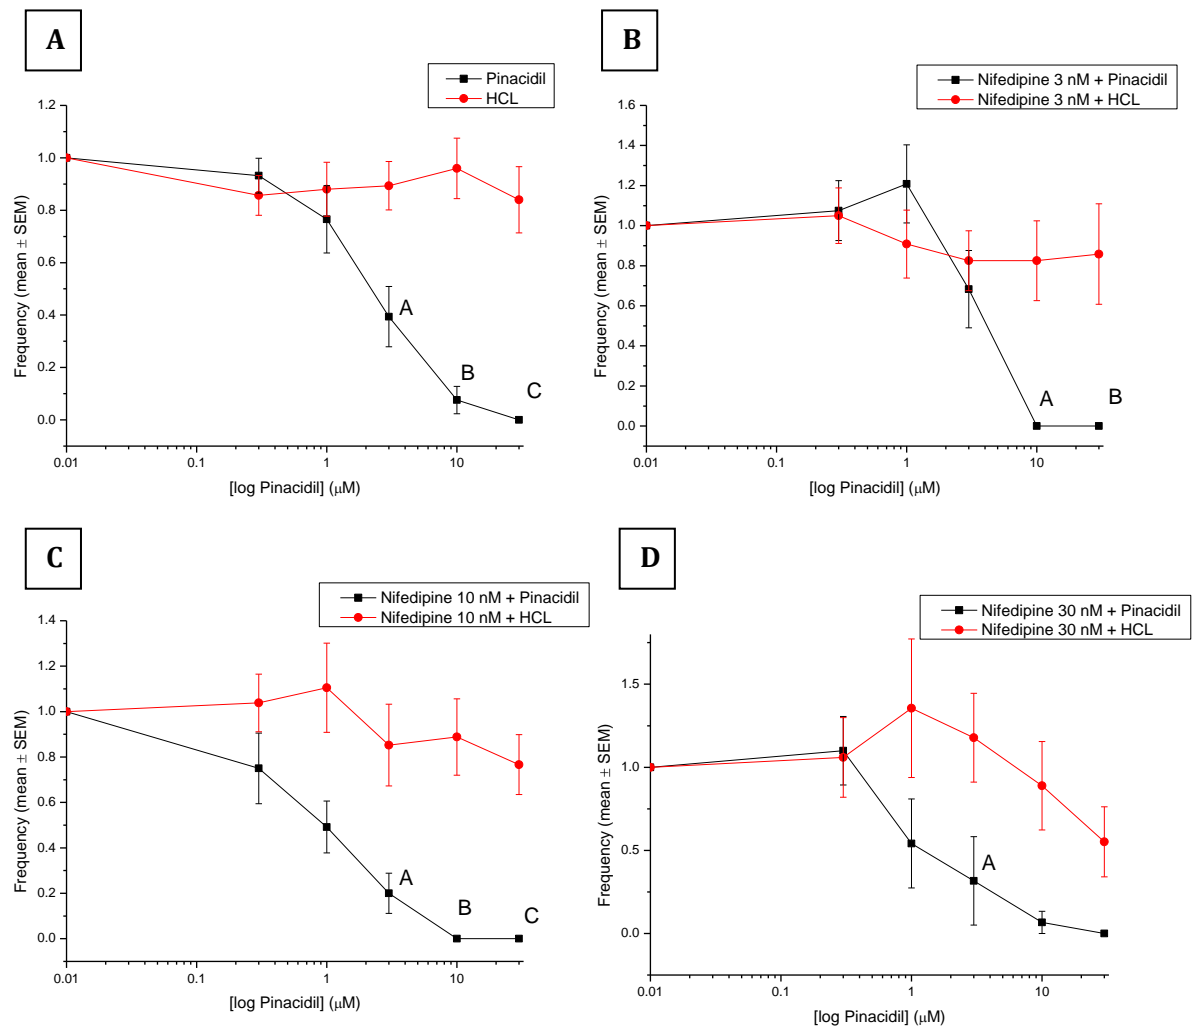 A
Pinacidil
HCL
1.2
1.0
0.8
0.6
0.4
0.2
0.0
Frequency (mean ± SEM)
A
B
C
0.01
0.1
1
10
[log Pinacidil] (μM)
B
Nifedipine 3 nM + Pinacidil
Nifedipine 3 nM + HCL
1.6
1.4
1.2
1.0
0.8
0.6
0.4
0.2
0.0
Frequency (mean ± SEM)
A
B
0.01
0.1
1
10
[log Pinacidil] (μM)
C
Nifedipine 10 nM + Pinacidil
Nifedipine 10 nM + HCL
1.4
1.2
1.0
0.8
0.6
0.4
0.2
0.0
Frequency (mean ± SEM)
A
B
C
0.01
0.1
1
10
[log Pinacidil] (μM)
D
Nifedipine 30 nM + Pinacidil
Nifedipine 30 nM + HCL
1.5
1.0
0.5
0.0
Frequency (mean ± SEM)
A
0.01
0.1
1
10
[log Pinacidil] (μM)